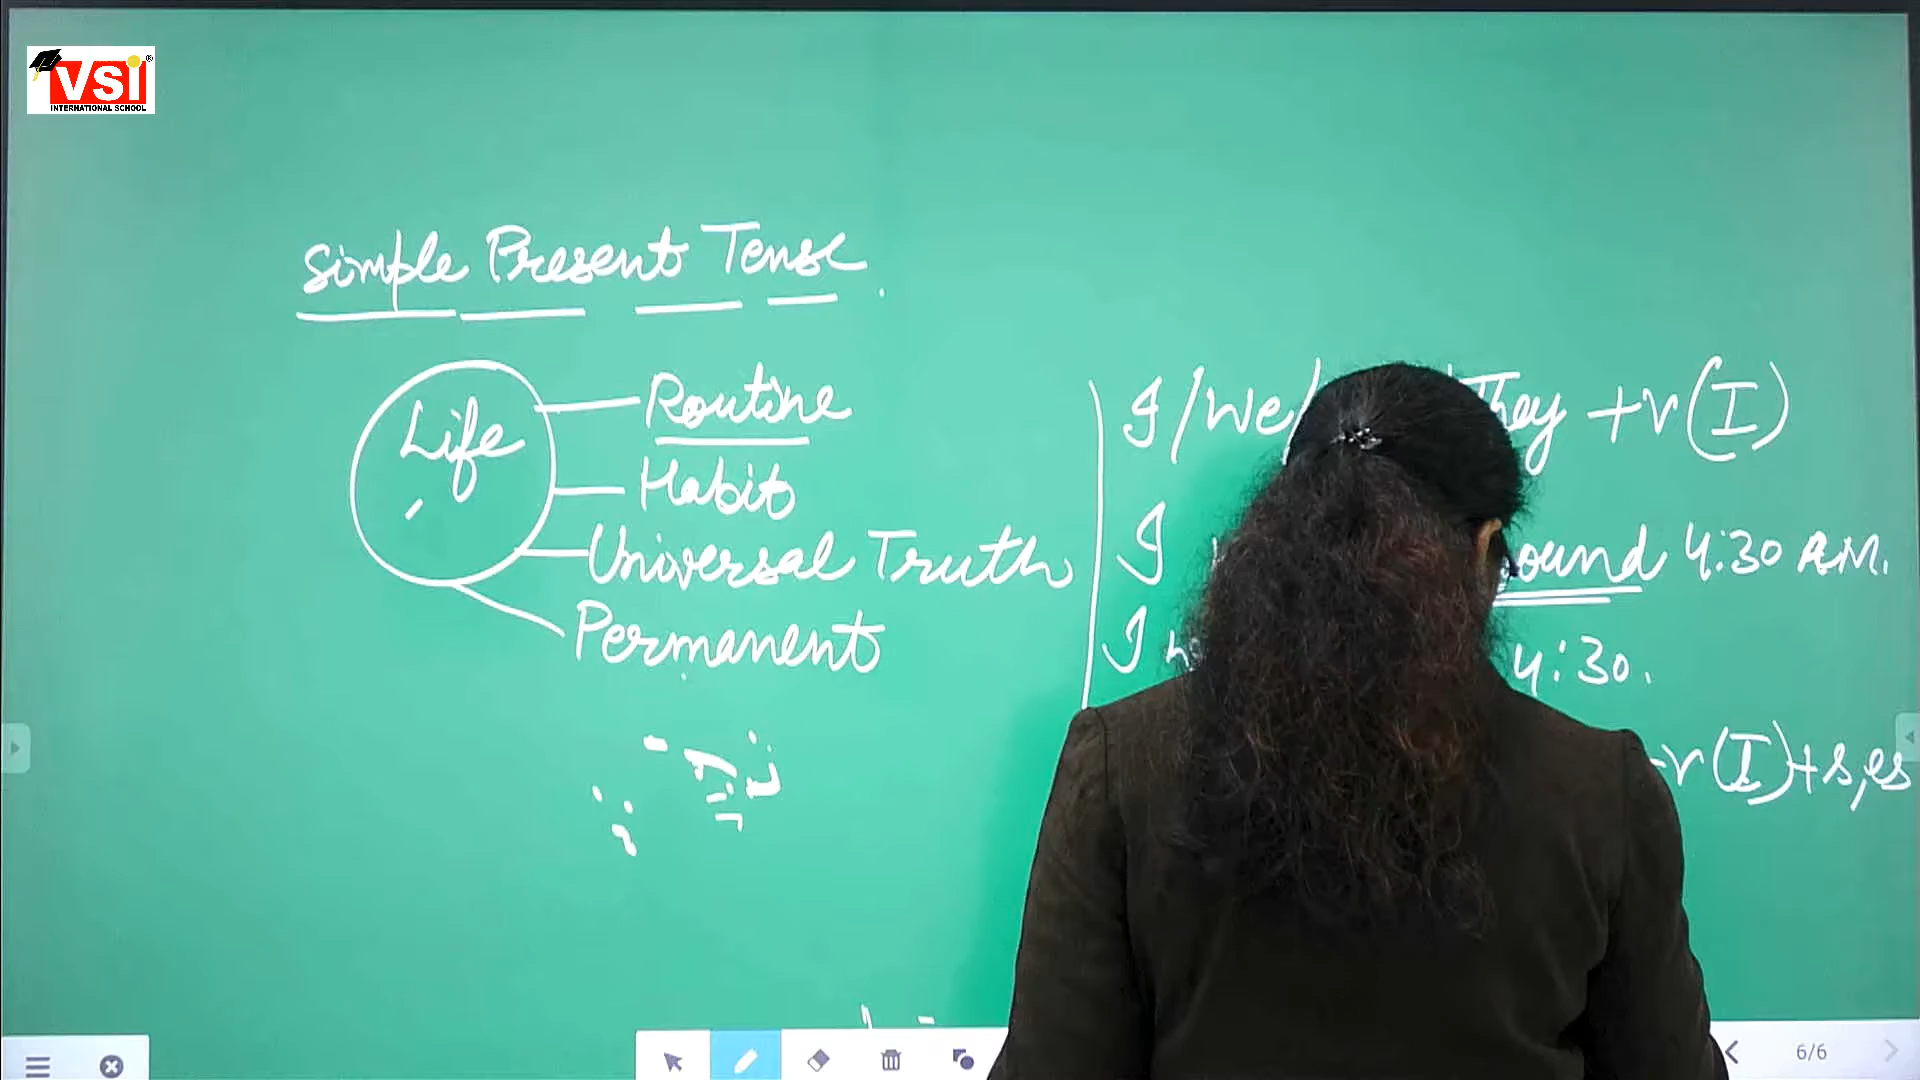 VSI
INTERNATIONAL SCHOOL
Simple Present Tense
Life
Routine
Habit
Universal Truth
Permanent
I/We/ They +v(I)
I ound 4:30 A.M.
I 4:30.
v(I)+s,es
6/6